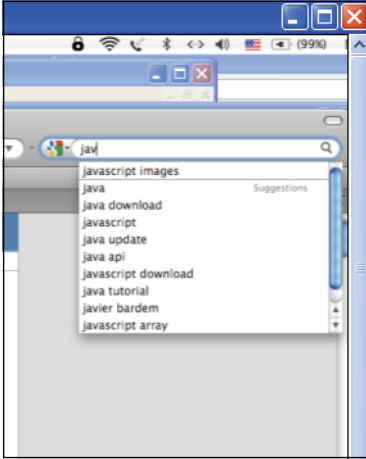 (99%)
jav
javascript images
java Suggestions
java download
javascript
java update
java api
javascript download
java tutorial
javier bardem
javascript array